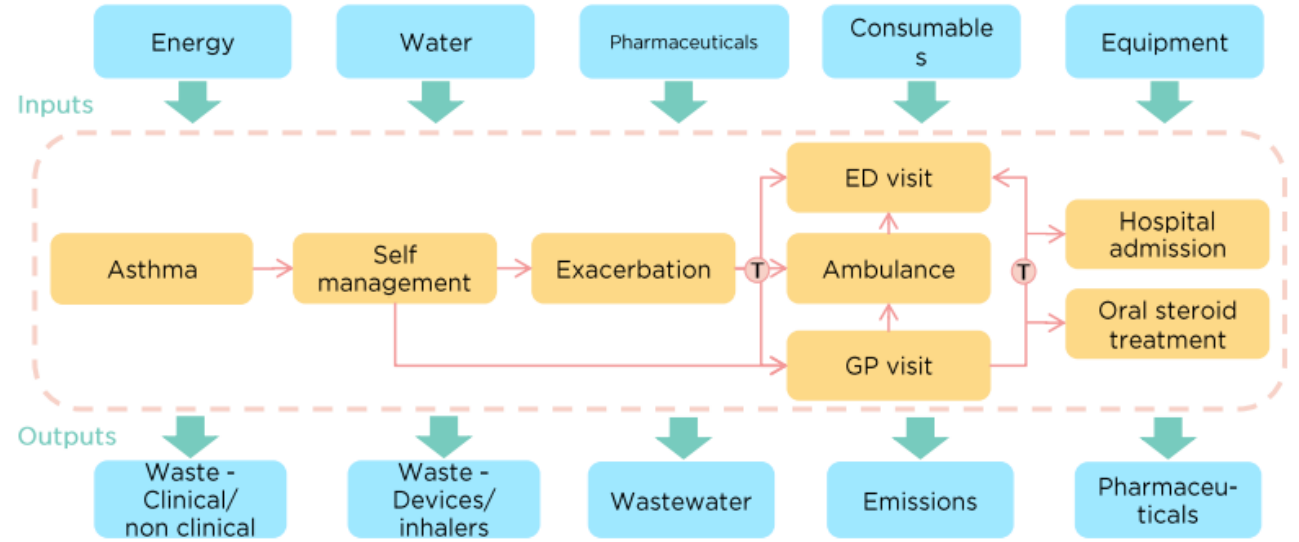 Energy
Water
Pharmaceuticals
Consumable
s
Equipment
Inputs
ED visit
Hospital
admission
Asthma
Self
management
Exacerbation
T
Ambulance
T
Oral steroid
treatment
GP visit
Outputs
Waste -
Clinical/
non clinical
Waste -
Devices/
inhalers
Wastewater
Emissions
Pharmaceu-
ticals